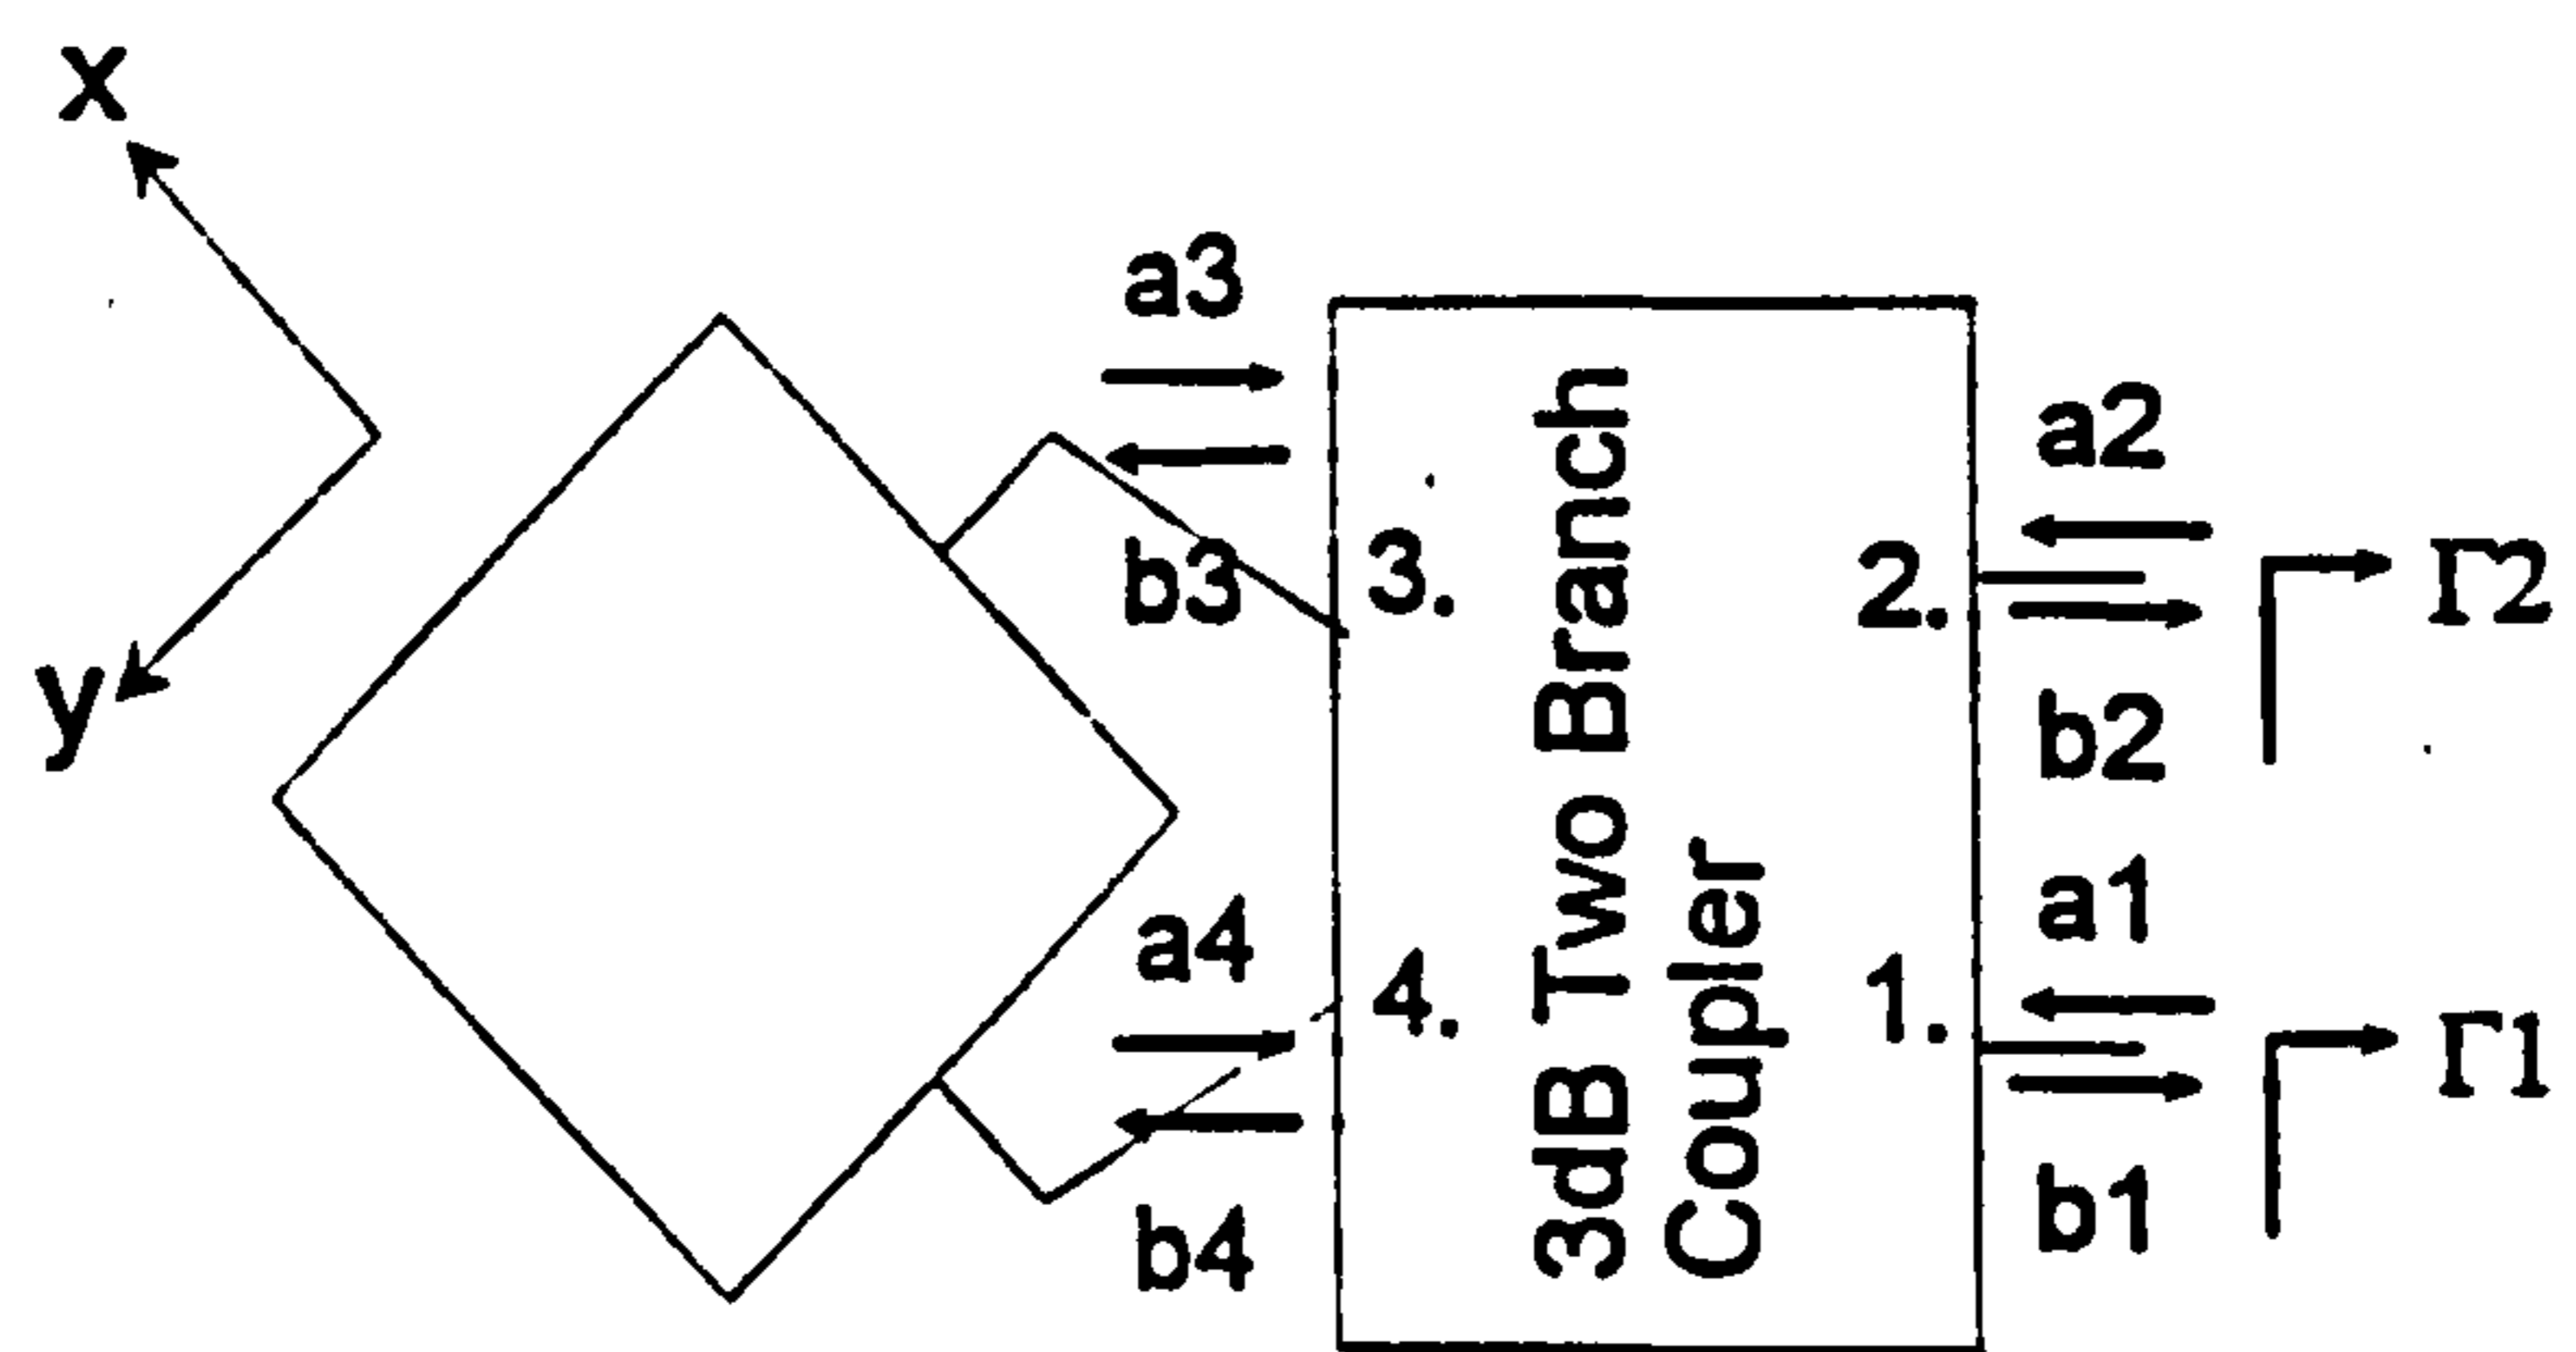 x
y
a3
b3
a4
b4
3.
4.
3dB Two Branch
Coupler
2.
1.
a2
b2
a1
b1
Γ2
Γ1